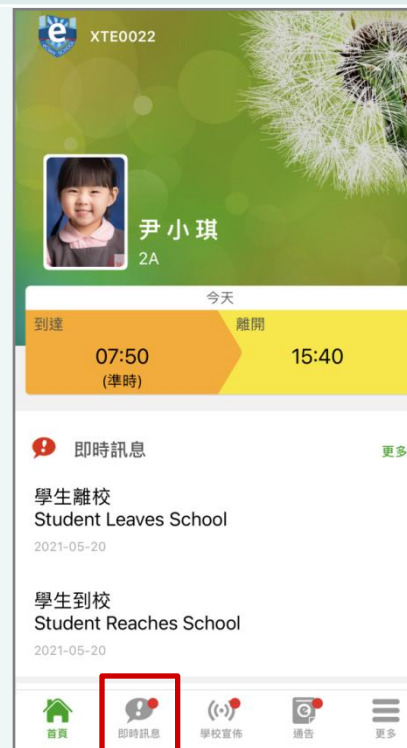 e
XTE0022
尹小琪
2A
今天
到達
離開
07:50
15:40
(準時)
即時訊息
更多
學生離校
Student Leaves School
2021-05-20
學生到校
Student Reaches School
2021-05-20
首頁
即時訊息
學校宣佈
通告
更多